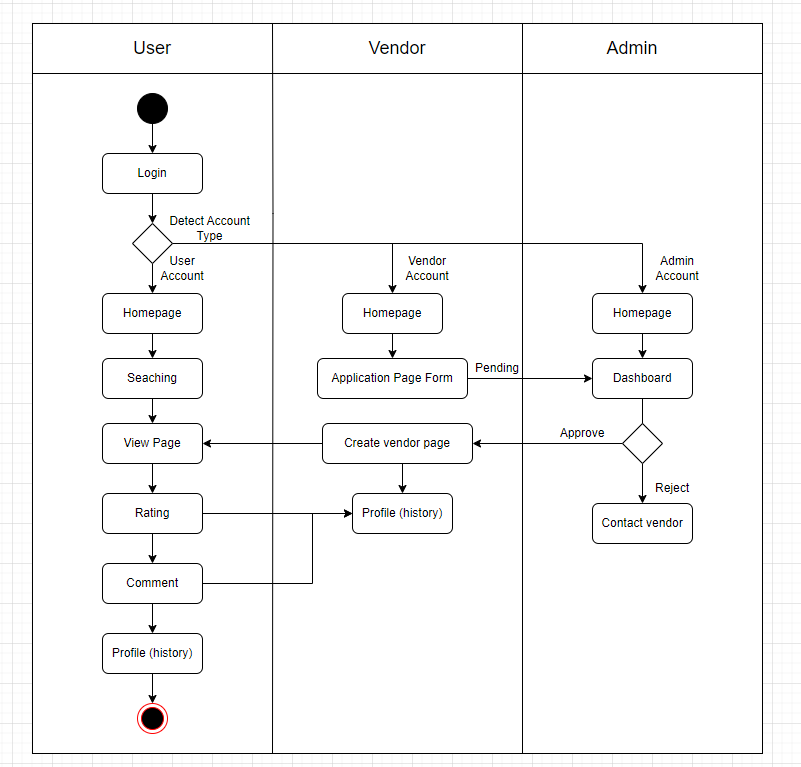 User
Vendor
Admin
Login
Detect Account
Type
User
Account
Vendor
Account
Admin
Account
Homepage
Homepage
Homepage
Seaching
Application Page Form
Pending
Dashboard
View Page
Create vendor page
Approve
Reject
Rating
Profile (history)
Contact vendor
Comment
Profile (history)